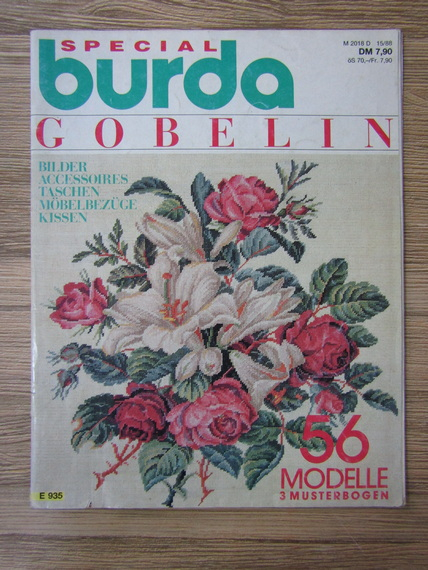 SPECIAL
burda
M 2018 D 15/88
DM 7,90
öS 70,-/Fr. 7,90
GOBELIN
BILDER
ACCESSOIRES
TASCHEN
MÖBELBEZÜGE
KISSEN
56
MODELLE
3 MUSTERBOGEN
E 935